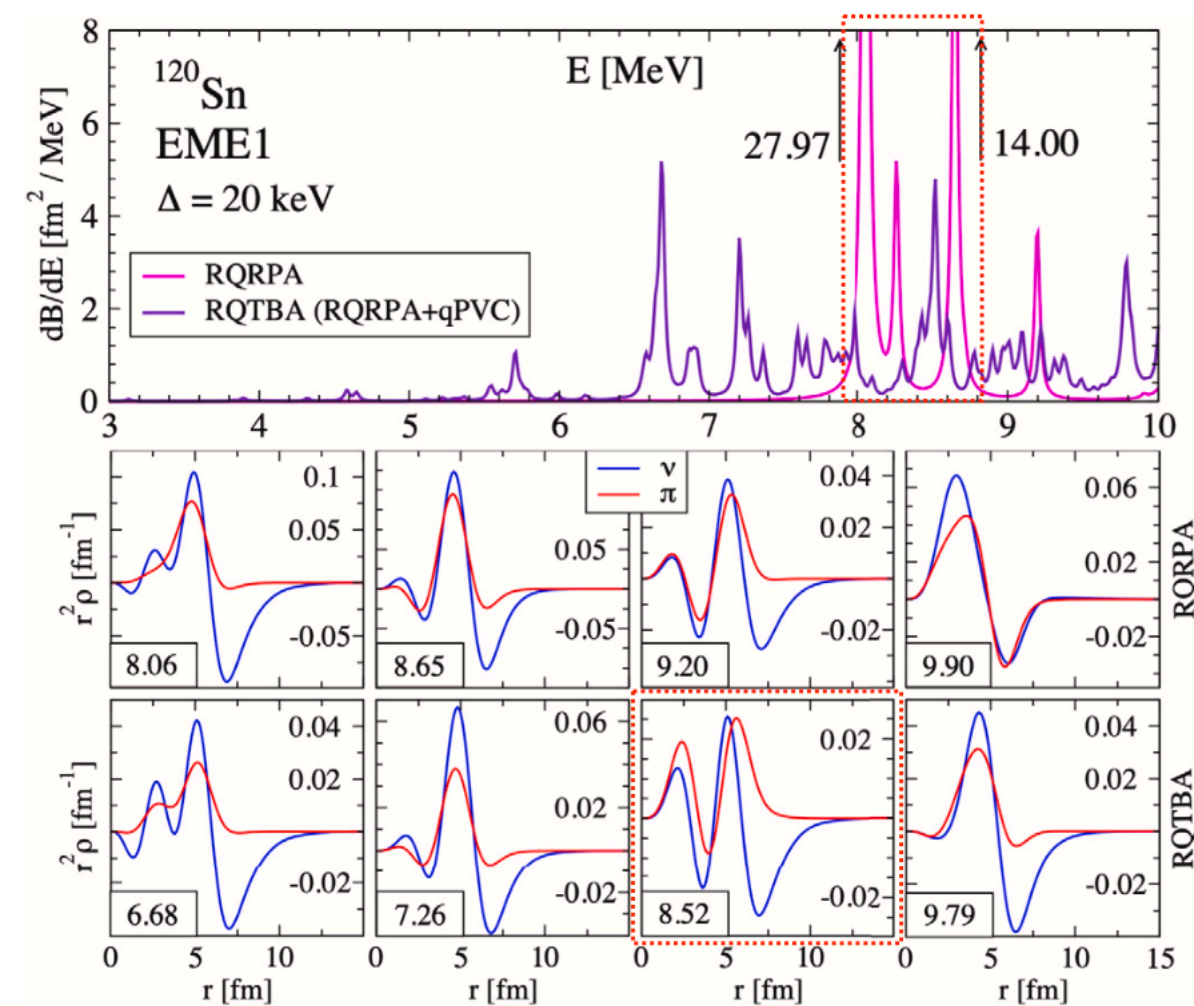 8
6
4
2
0
dB/dE [fm² / MeV]
¹²⁰Sn
EME1
Δ = 20 keV
E [MeV]
27.97
14.00
RQRPA
RQTBA (RQRPA+qPVC)
3 4 5 6 7 8 9 10
r²ρ [fm⁻¹]
0.1
0.05
-0.05
8.06
0.05
-0.05
8.65
ν
π
0.04
0.02
-0.02
9.20
0.06
0.02
-0.02
9.90
RQRPA
r²ρ [fm⁻¹]
0.04
0.02
-0.02
6.68
0.06
0.02
-0.02
7.26
0.02
-0.02
8.52
0.04
0.02
-0.02
9.79
RQTBA
0 5 10 0 5 10 0 5 10 0 5 10 15
r [fm] r [fm] r [fm] r [fm]